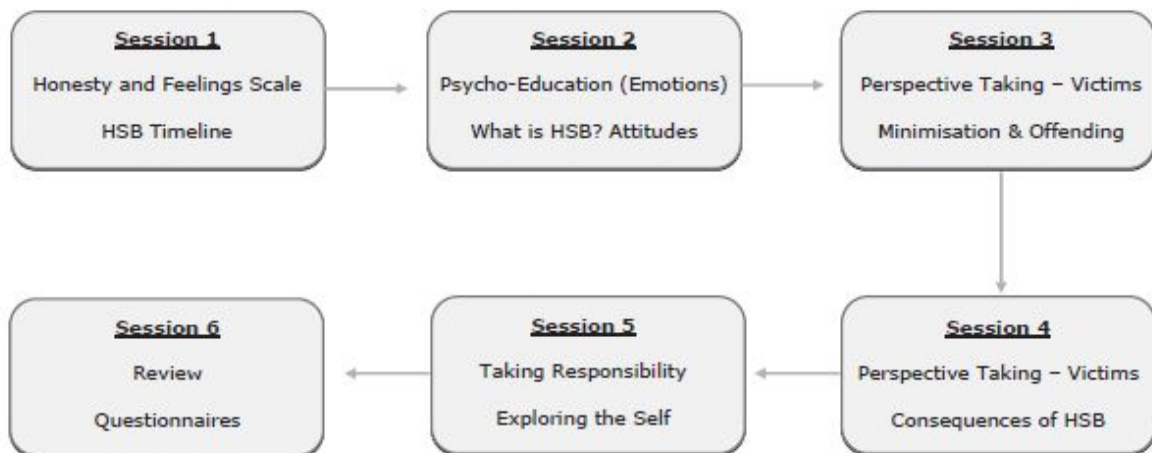 Session 1
Honesty and Feelings Scale
HSB Timeline
Session 2
Psycho-Education (Emotions)
What is HSB? Attitudes
Session 3
Perspective Taking – Victims
Minimisation & Offending
Session 4
Perspective Taking – Victims
Consequences of HSB
Session 5
Taking Responsibility
Exploring the Self
Session 6
Review
Questionnaires